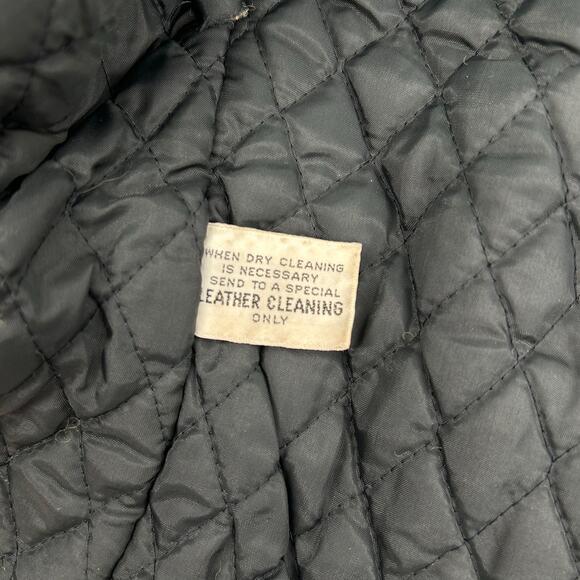 WHEN DRY CLEANING
IS NECESSARY
SEND TO A SPECIAL
LEATHER CLEANING
ONLY